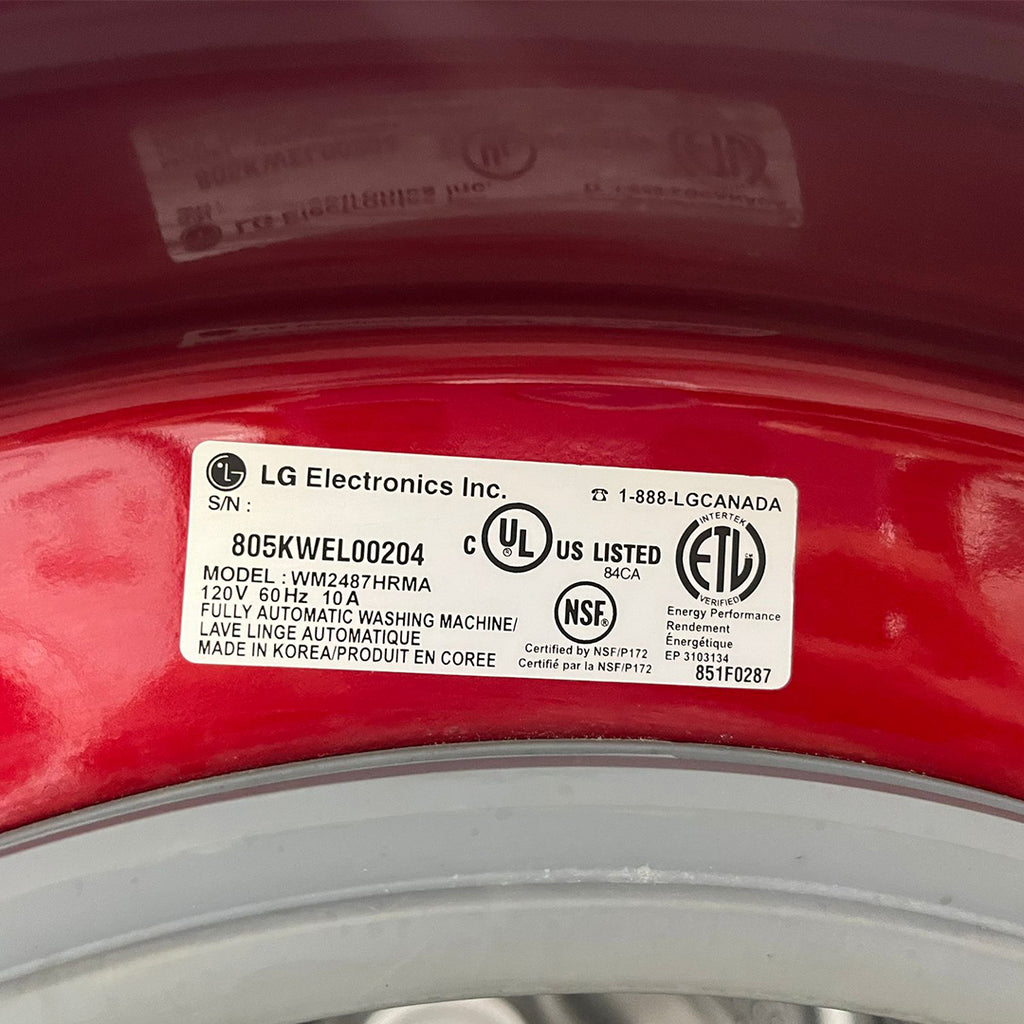 LG LG Electronics Inc.
☎ 1-888-LGCANADA
S/N :
805KWEL00204
MODEL : WM2487HRMA
120V 60Hz 10A
FULLY AUTOMATIC WASHING MACHINE/
LAVE LINGE AUTOMATIQUE
MADE IN KOREA/PRODUIT EN COREE
C UL ® US LISTED
84CA
NSF®
Certified by NSF/P172
Certifié par la NSF/P172
INTERTEK
ETL CM
VERIFIED
Energy Performance
Rendement
Énergétique
EP 3103134
851F0287